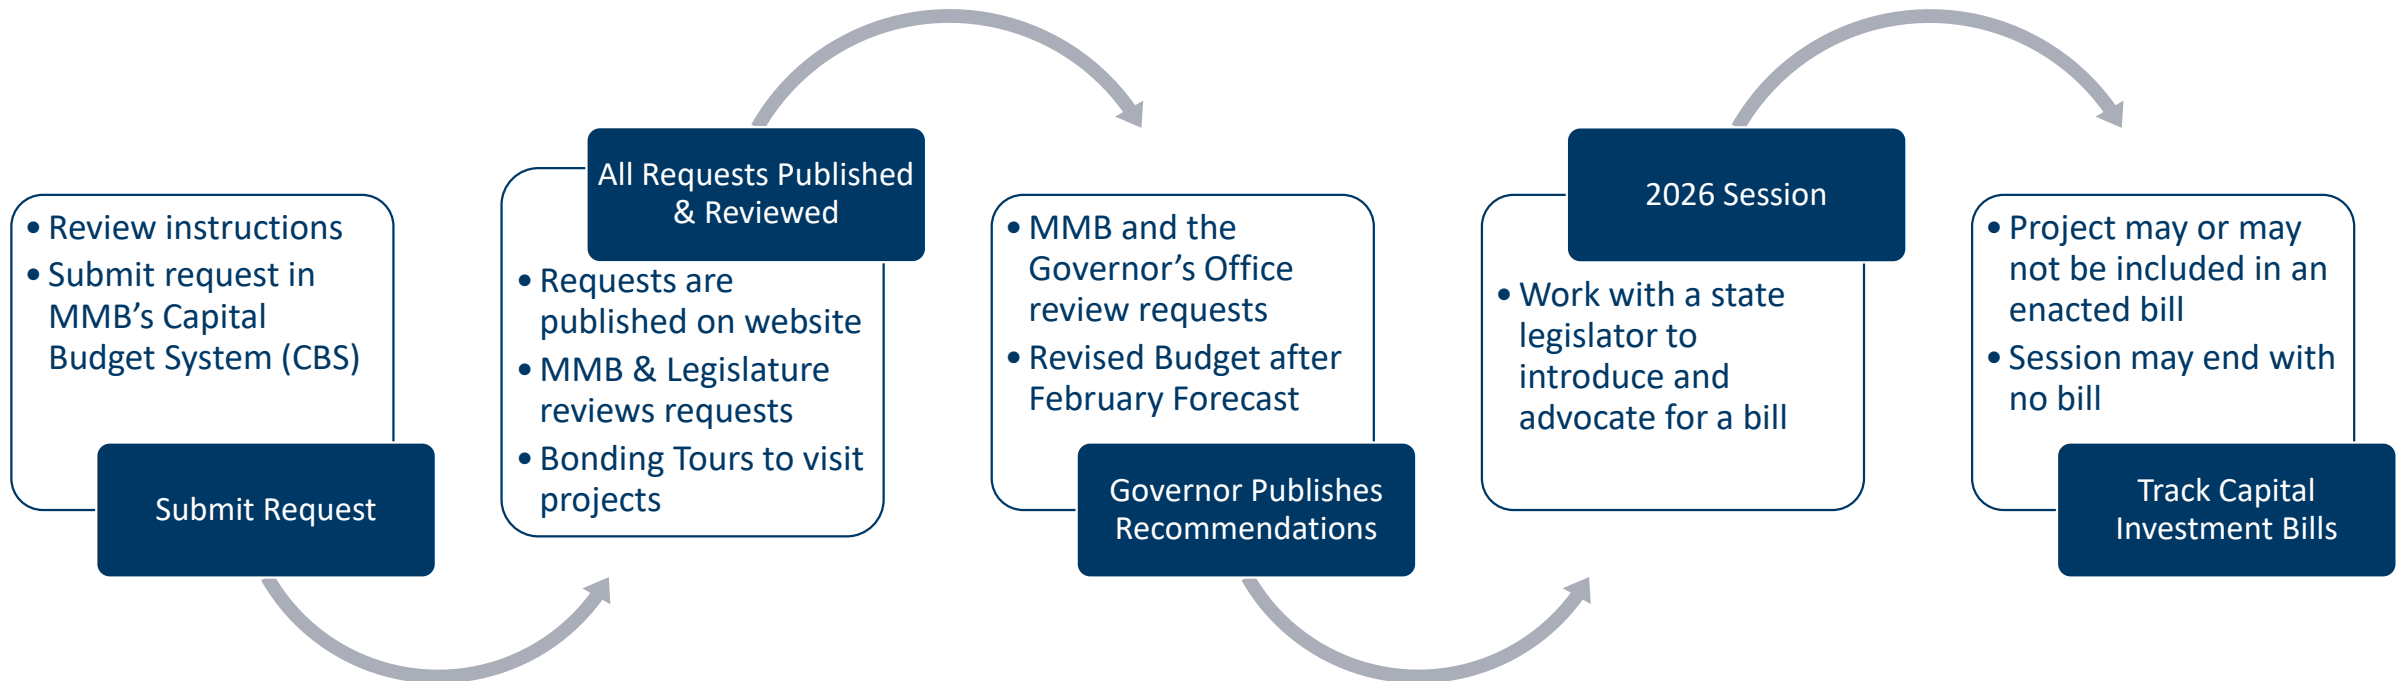 • Review instructions
• Submit request in
MMB’s Capital
Budget System (CBS)
Submit Request
All Requests Published
& Reviewed
• Requests are
published on website
• MMB & Legislature
reviews requests
• Bonding Tours to visit
projects
• MMB and the
Governor’s Office
review requests
• Revised Budget after
February Forecast
Governor Publishes
Recommendations
2026 Session
• Work with a state
legislator to
introduce and
advocate for a bill
• Project may or may
not be included in an
enacted bill
• Session may end with
no bill
Track Capital
Investment Bills